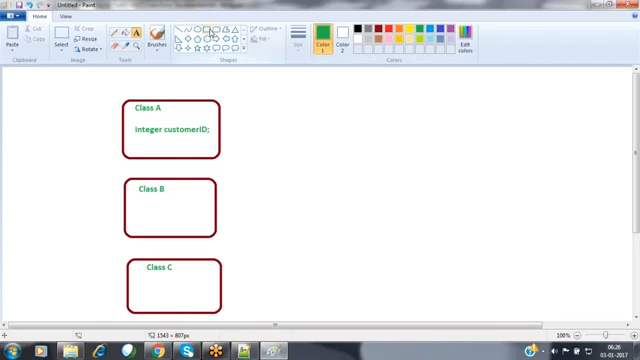 Untitled - Paint
Home
View
Paste
Cut
Copy
Select
Crop
Resize
Rotate
Brushes
Outline
Fill
Size
Color 1
Color 2
Edit colors
Clipboard
Image
Tools
Shapes
Colors
Class A
integer customerID;
Class B
Class C
1543 × 807px
100%
06:26
03-01-2017